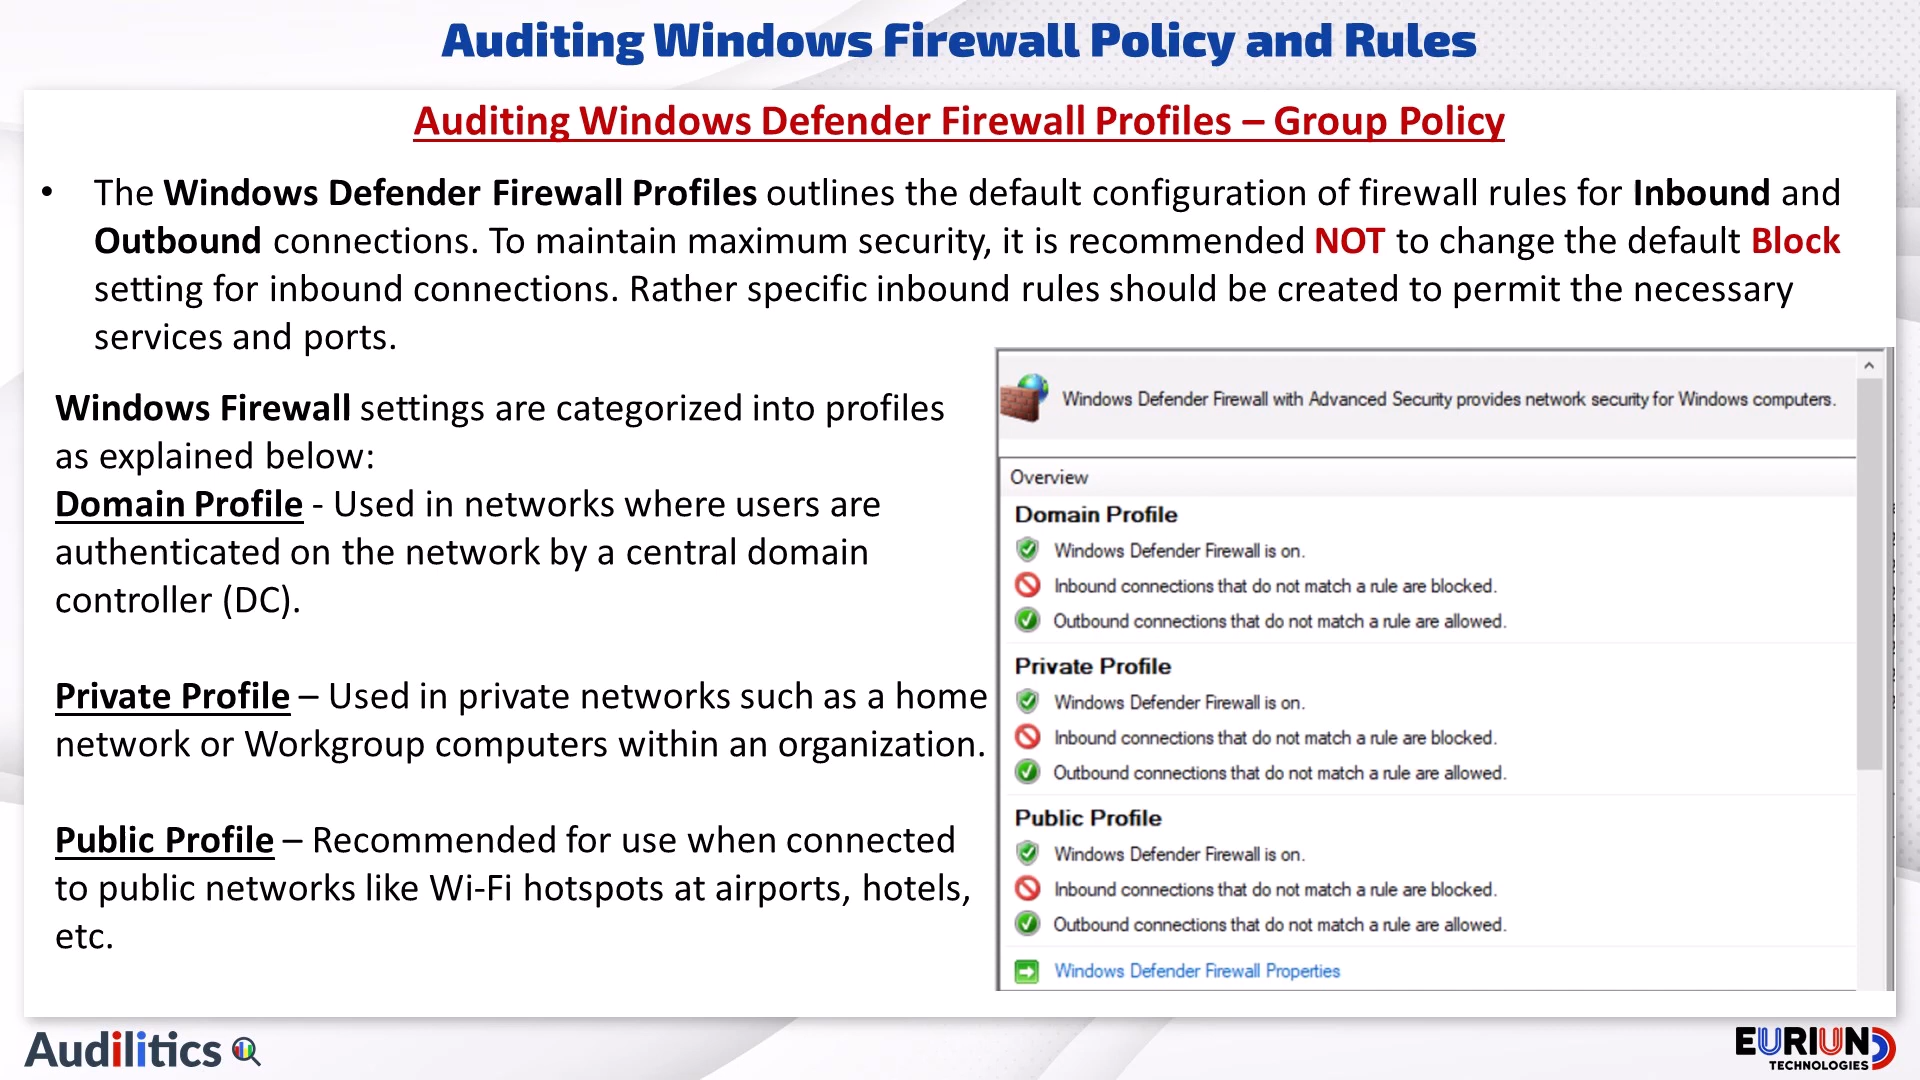 Auditing Windows Firewall Policy and Rules
Auditing Windows Defender Firewall Profiles – Group Policy
• The Windows Defender Firewall Profiles outlines the default configuration of firewall rules for Inbound and
Outbound connections. To maintain maximum security, it is recommended NOT to change the default Block
setting for inbound connections. Rather specific inbound rules should be created to permit the necessary
services and ports.
Windows Firewall settings are categorized into profiles
as explained below:
Domain Profile - Used in networks where users are
authenticated on the network by a central domain
controller (DC).
Private Profile – Used in private networks such as a home
network or Workgroup computers within an organization.
Public Profile – Recommended for use when connected
to public networks like Wi-Fi hotspots at airports, hotels,
etc.
Windows Defender Firewall with Advanced Security provides network security for Windows computers.
Overview
Domain Profile
Windows Defender Firewall is on.
Inbound connections that do not match a rule are blocked.
Outbound connections that do not match a rule are allowed.
Private Profile
Windows Defender Firewall is on.
Inbound connections that do not match a rule are blocked.
Outbound connections that do not match a rule are allowed.
Public Profile
Windows Defender Firewall is on.
Inbound connections that do not match a rule are blocked.
Outbound connections that do not match a rule are allowed.
Windows Defender Firewall Properties
Audilitics
EURIUN
TECHNOLOGIES